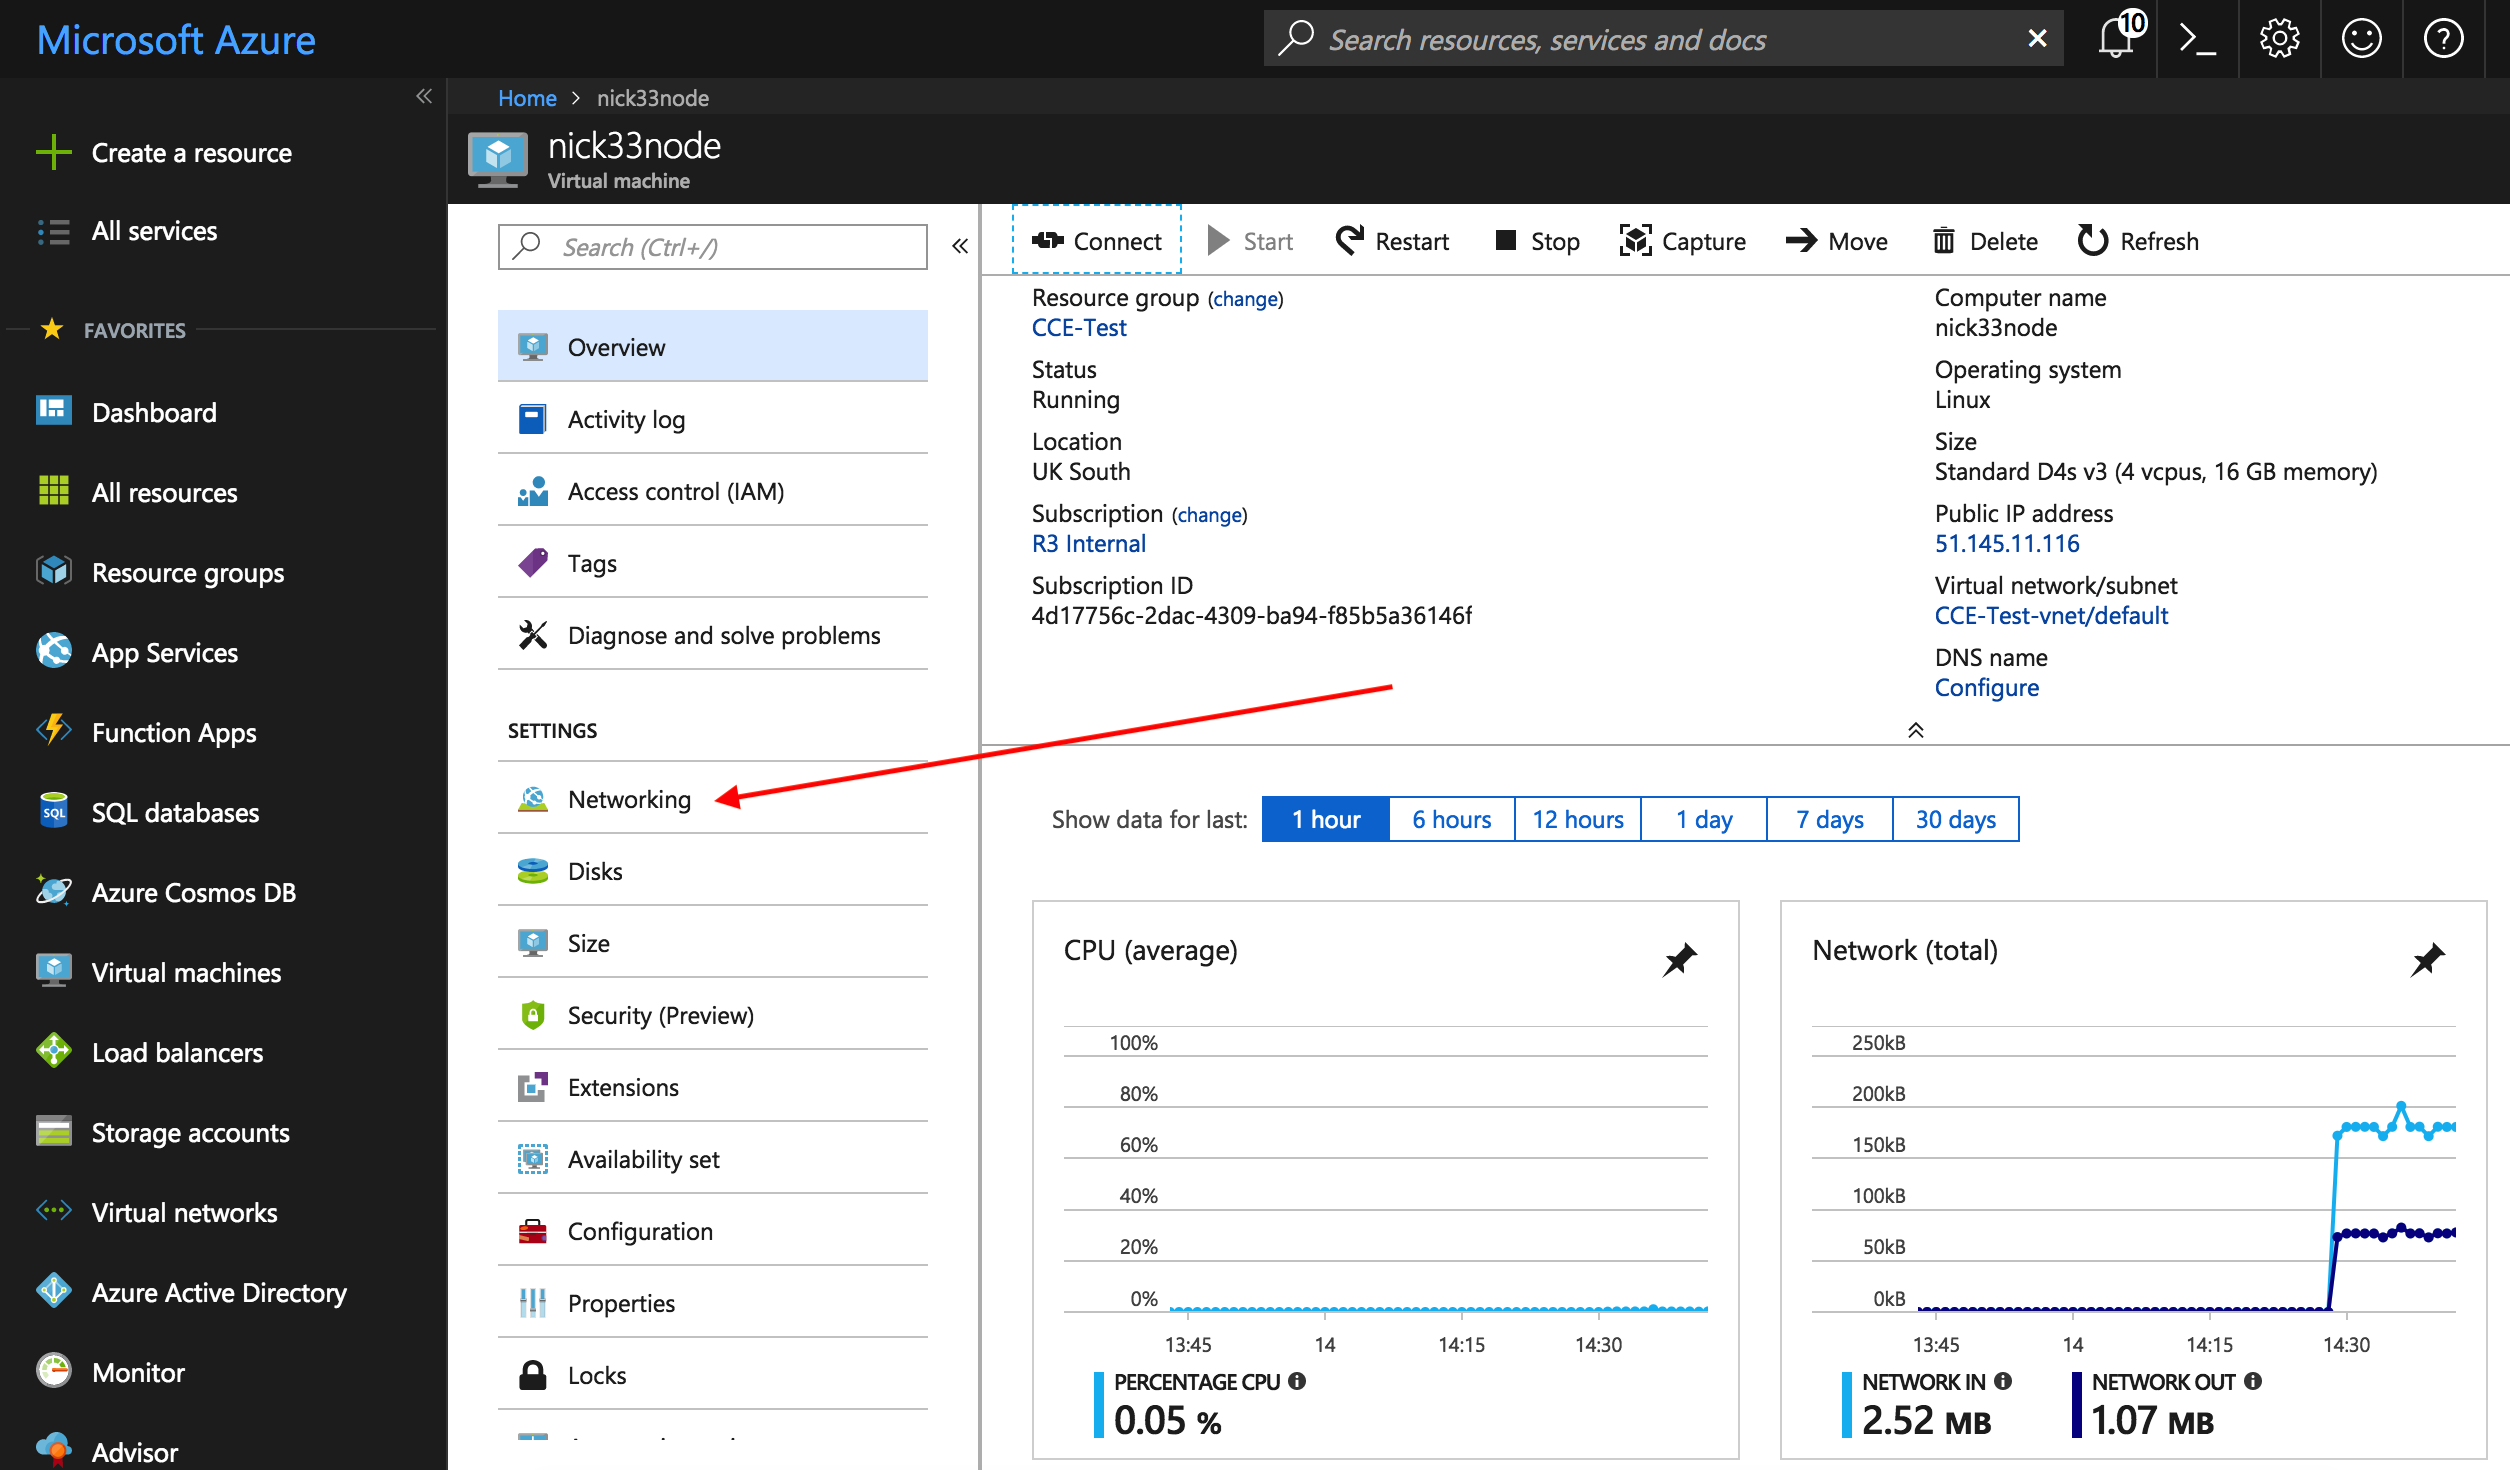 Microsoft Azure
Search resources, services and docs
10
Home > nick33node
nick33node
Virtual machine
Create a resource
All services
FAVORITES
Dashboard
All resources
Resource groups
App Services
Function Apps
SQL
SQL databases
Azure Cosmos DB
Virtual machines
Load balancers
Storage accounts
Virtual networks
Azure Active Directory
Monitor
Advisor
Search (Ctrl+/)
Overview
Activity log
Access control (IAM)
Tags
Diagnose and solve problems
SETTINGS
Networking
Disks
Size
Security (Preview)
Extensions
Availability set
Configuration
Properties
Locks
Connect Start Restart Stop Capture Move Delete Refresh
Resource group (change)
CCE-Test
Status
Running
Location
UK South
Subscription (change)
R3 Internal
Subscription ID
4d17756c-2dac-4309-ba94-f85b5a36146f
Computer name
nick33node
Operating system
Linux
Size
Standard D4s v3 (4 vcpus, 16 GB memory)
Public IP address
51.145.11.116
Virtual network/subnet
CCE-Test-vnet/default
DNS name
Configure
Show data for last: 1 hour 6 hours 12 hours 1 day 7 days 30 days
CPU (average)
100%
80%
60%
40%
20%
0%
13:45 14 14:15 14:30
PERCENTAGE CPU
0.05 %
Network (total)
250kB
200kB
150kB
100kB
50kB
0kB
13:45 14 14:15 14:30
NETWORK IN
2.52 MB
NETWORK OUT
1.07 MB